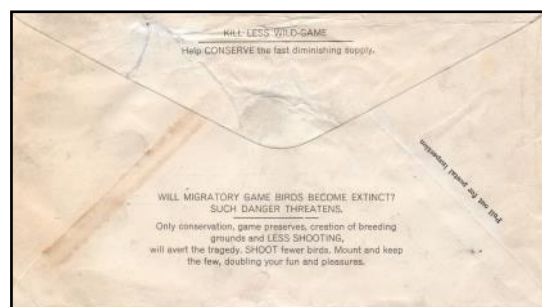 KILL LESS WILD-GAME
Help CONSERVE the fast diminishing supply.
Pull out for postal inspection
WILL MIGRATORY GAME BIRDS BECOME EXTINCT?
SUCH DANGER THREATENS.
Only conservation, game preserves, creation of breeding
grounds and LESS SHOOTING,
will avert the tragedy. SHOOT fewer birds. Mount and keep
the few, doubling your fun and pleasures.